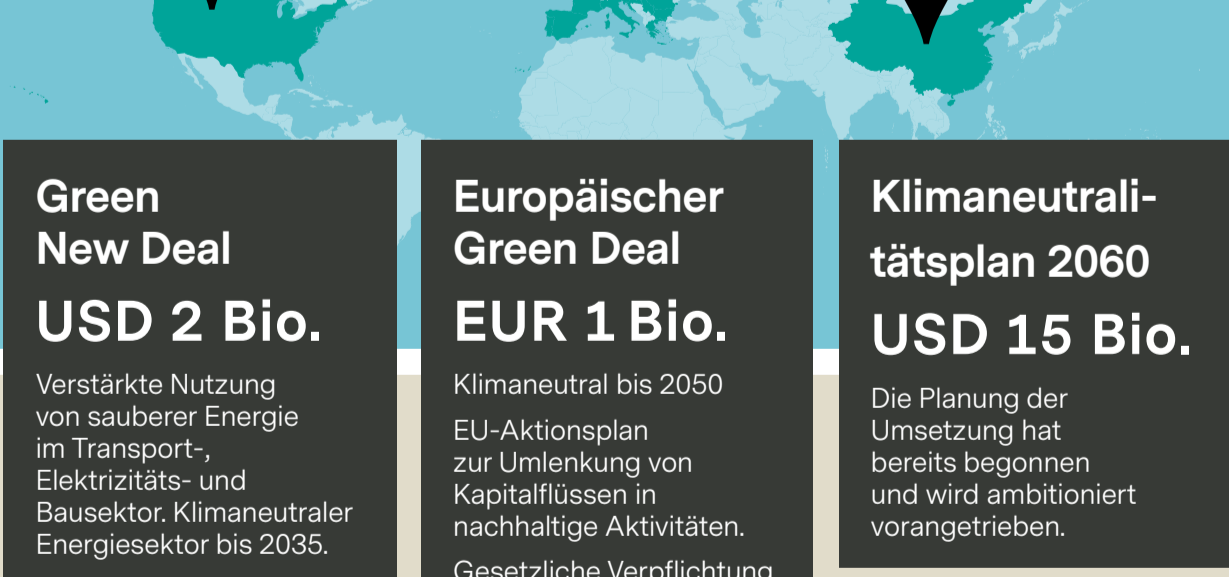 Green
New Deal
USD 2 Bio.
Verstärkte Nutzung
von sauberer Energie
im Transport-,
Elektrizitäts- und
Bausektor. Klimaneutraler
Energiesektor bis 2035.
Europäischer
Green Deal
EUR 1 Bio.
Klimaneutral bis 2050
EU-Aktionsplan
zur Umlenkung von
Kapitalflüssen in
nachhaltige Aktivitäten.
Gesetzliche Verpflichtung
Klimaneutrali-
tätsplan 2060
USD 15 Bio.
Die Planung der
Umsetzung hat
bereits begonnen
und wird ambitioniert
vorangetrieben.